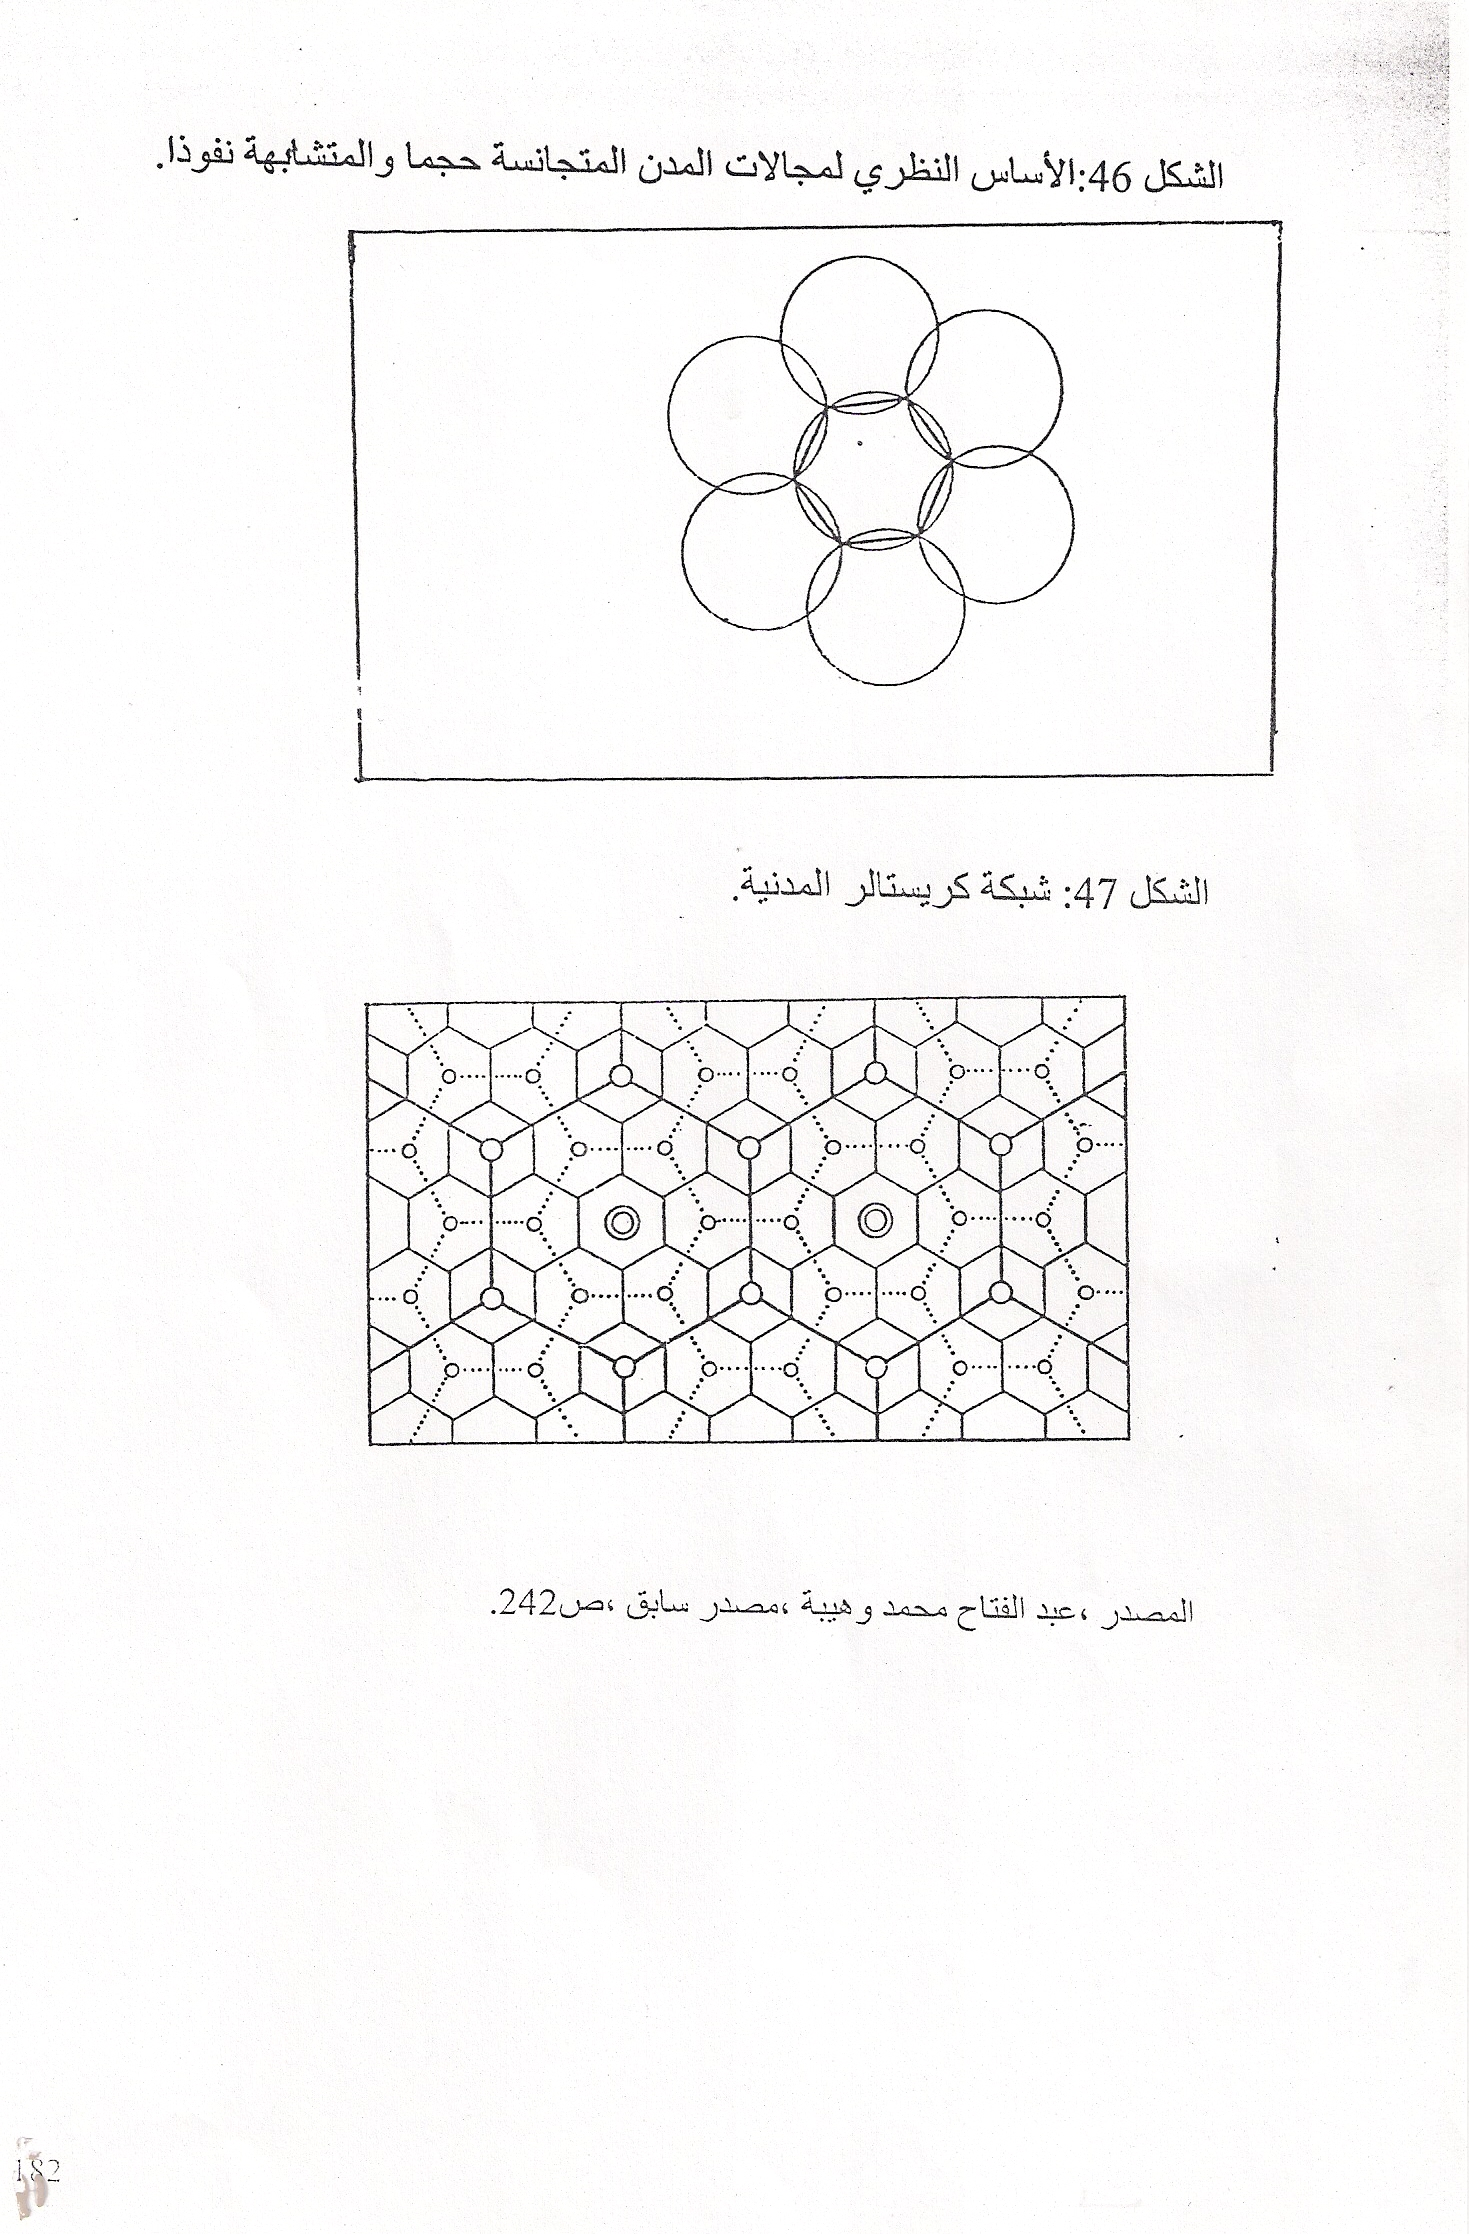 الشكل 46:الأساس النظري لمجالات المدن المتجانسة حجما والمتشابهة نفوذا.
الشكل 47: شبكة كريستالر المدنية.
المصدر ،عبد الفتاح محمد وهيبة ،مصدر سابق ،ص242.
182